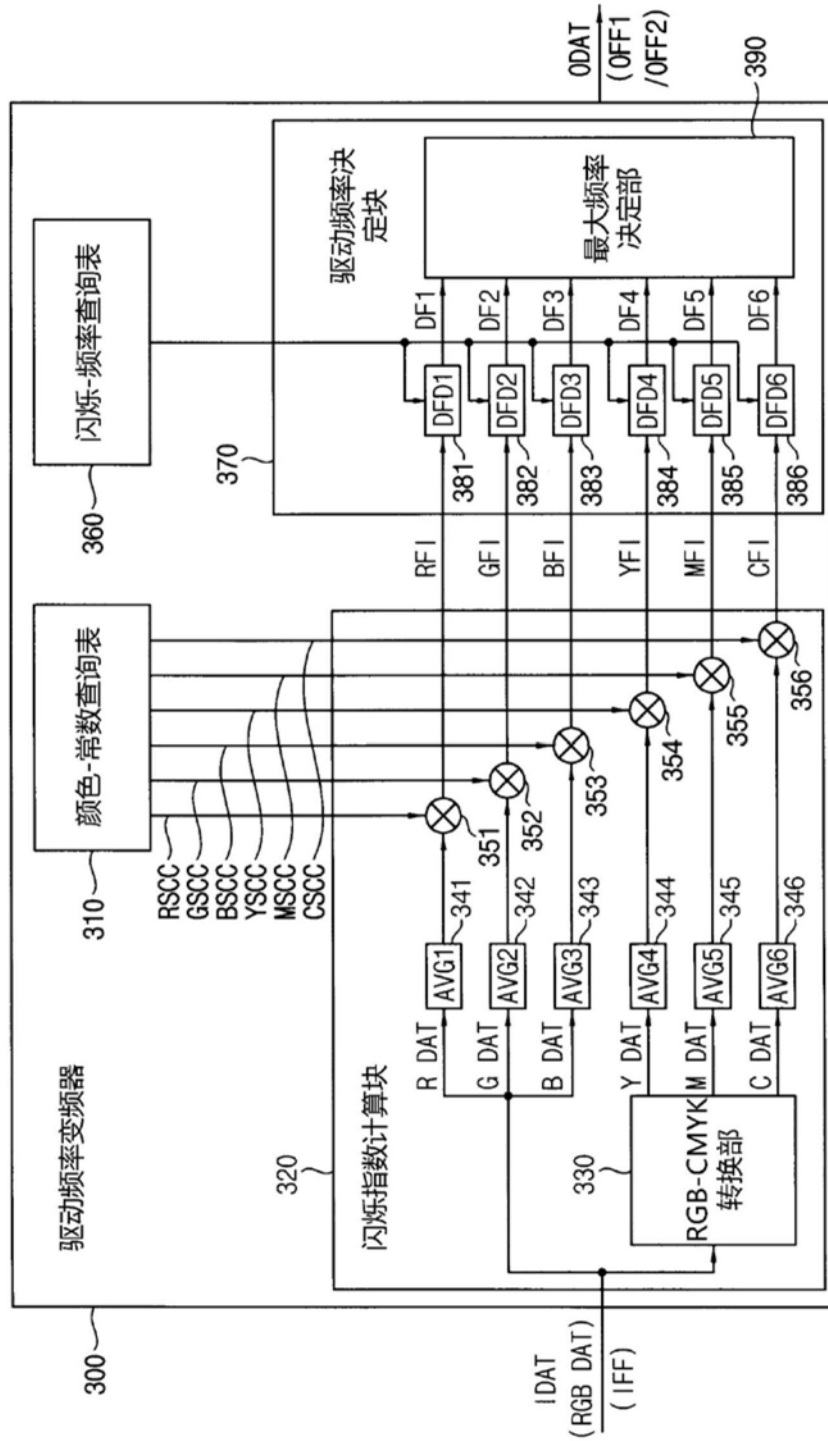 驱动频率变频器
300
颜色-常数查询表
310
闪烁-频率查询表
360
RSCC
GSCC
BSCC
YSCC
MSCC
CSCC
闪烁指数计算块
320
IDAT
(RGB DAT)
(IFF)
RGB-CMYK
转换部
330
R DAT
G DAT
B DAT
Y DAT
M DAT
C DAT
AVG1
341
AVG2
342
AVG3
343
AVG4
344
AVG5
345
AVG6
346
351
352
353
354
355
356
RFI
GFI
BFI
YFI
MFI
CFI
370
驱动频率决
定块
DFD1
381
DFD2
382
DFD3
383
DFD4
384
DFD5
385
DFD6
386
DF1
DF2
DF3
DF4
DF5
DF6
最大频率
决定部
390
ODAT
(OFF1
/OFF2)